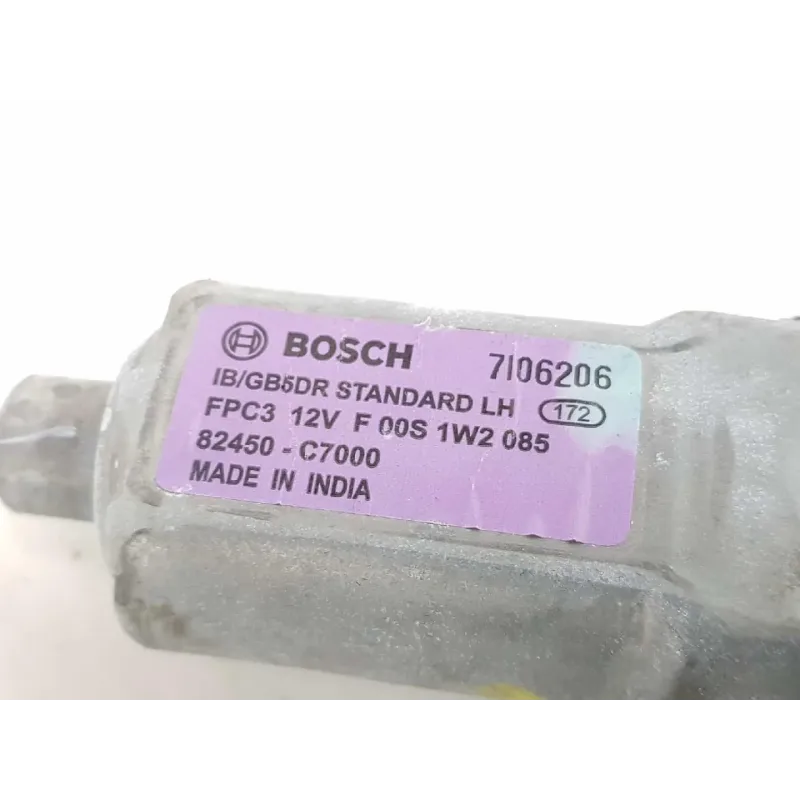 BOSCH 7I06206
IB/GB5DR STANDARD LH 172
FPC3 12V F 00S 1W2 085
82450 - C7000
MADE IN INDIA